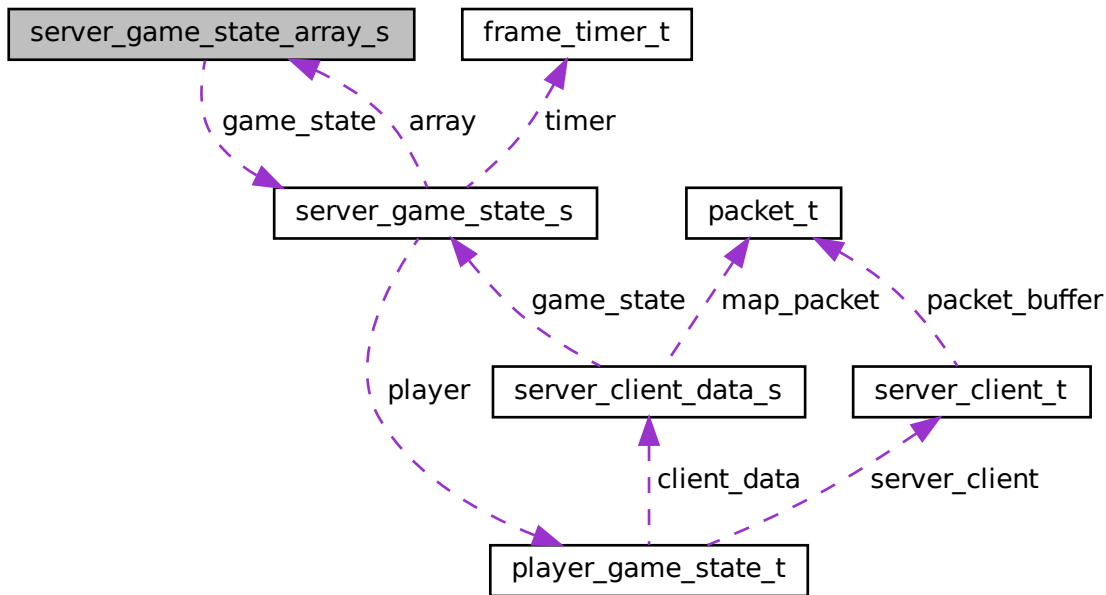 server_game_state_array_s
frame_timer_t
game_state
array
timer
server_game_state_s
packet_t
game_state
map_packet
packet_buffer
player
server_client_data_s
server_client_t
client_data
server_client
player_game_state_t